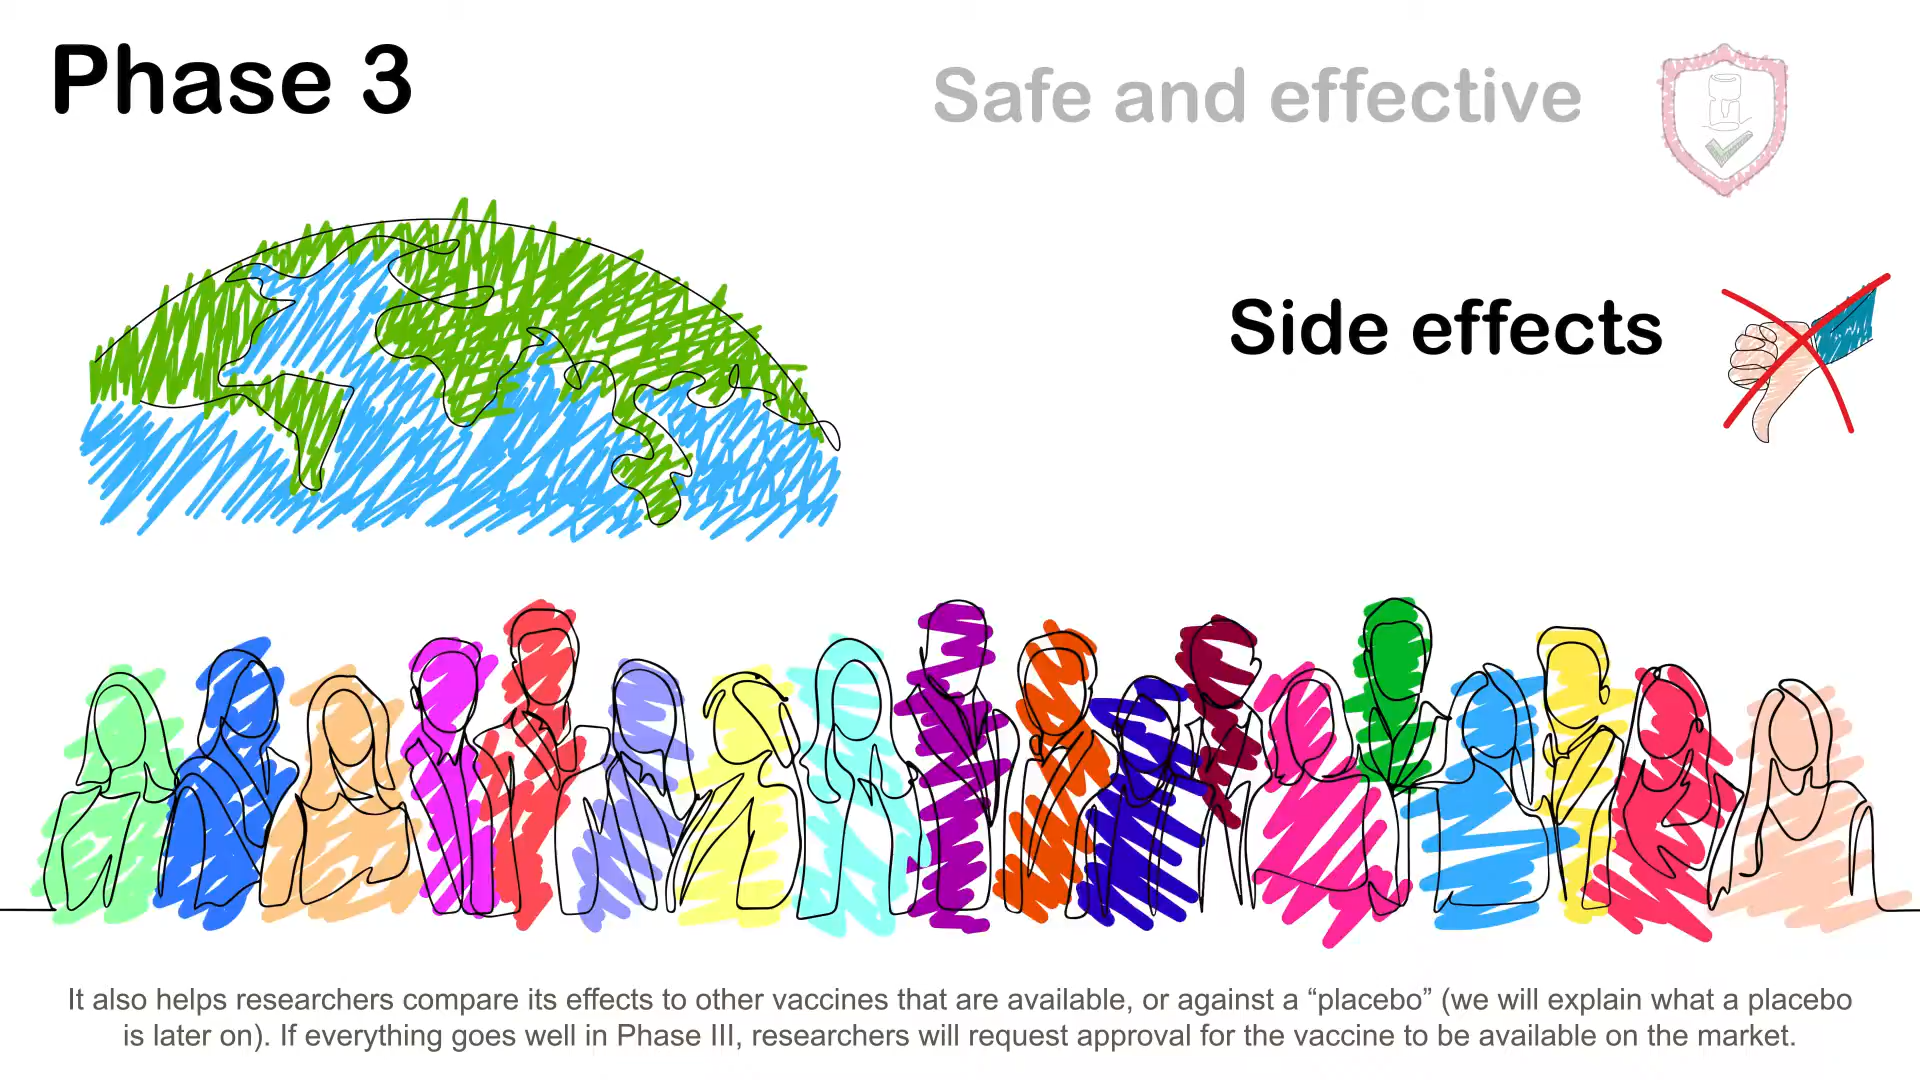 Phase 3
Safe and effective
Side effects
It also helps researchers compare its effects to other vaccines that are available, or against a “placebo” (we will explain what a placebo
is later on). If everything goes well in Phase III, researchers will request approval for the vaccine to be available on the market.